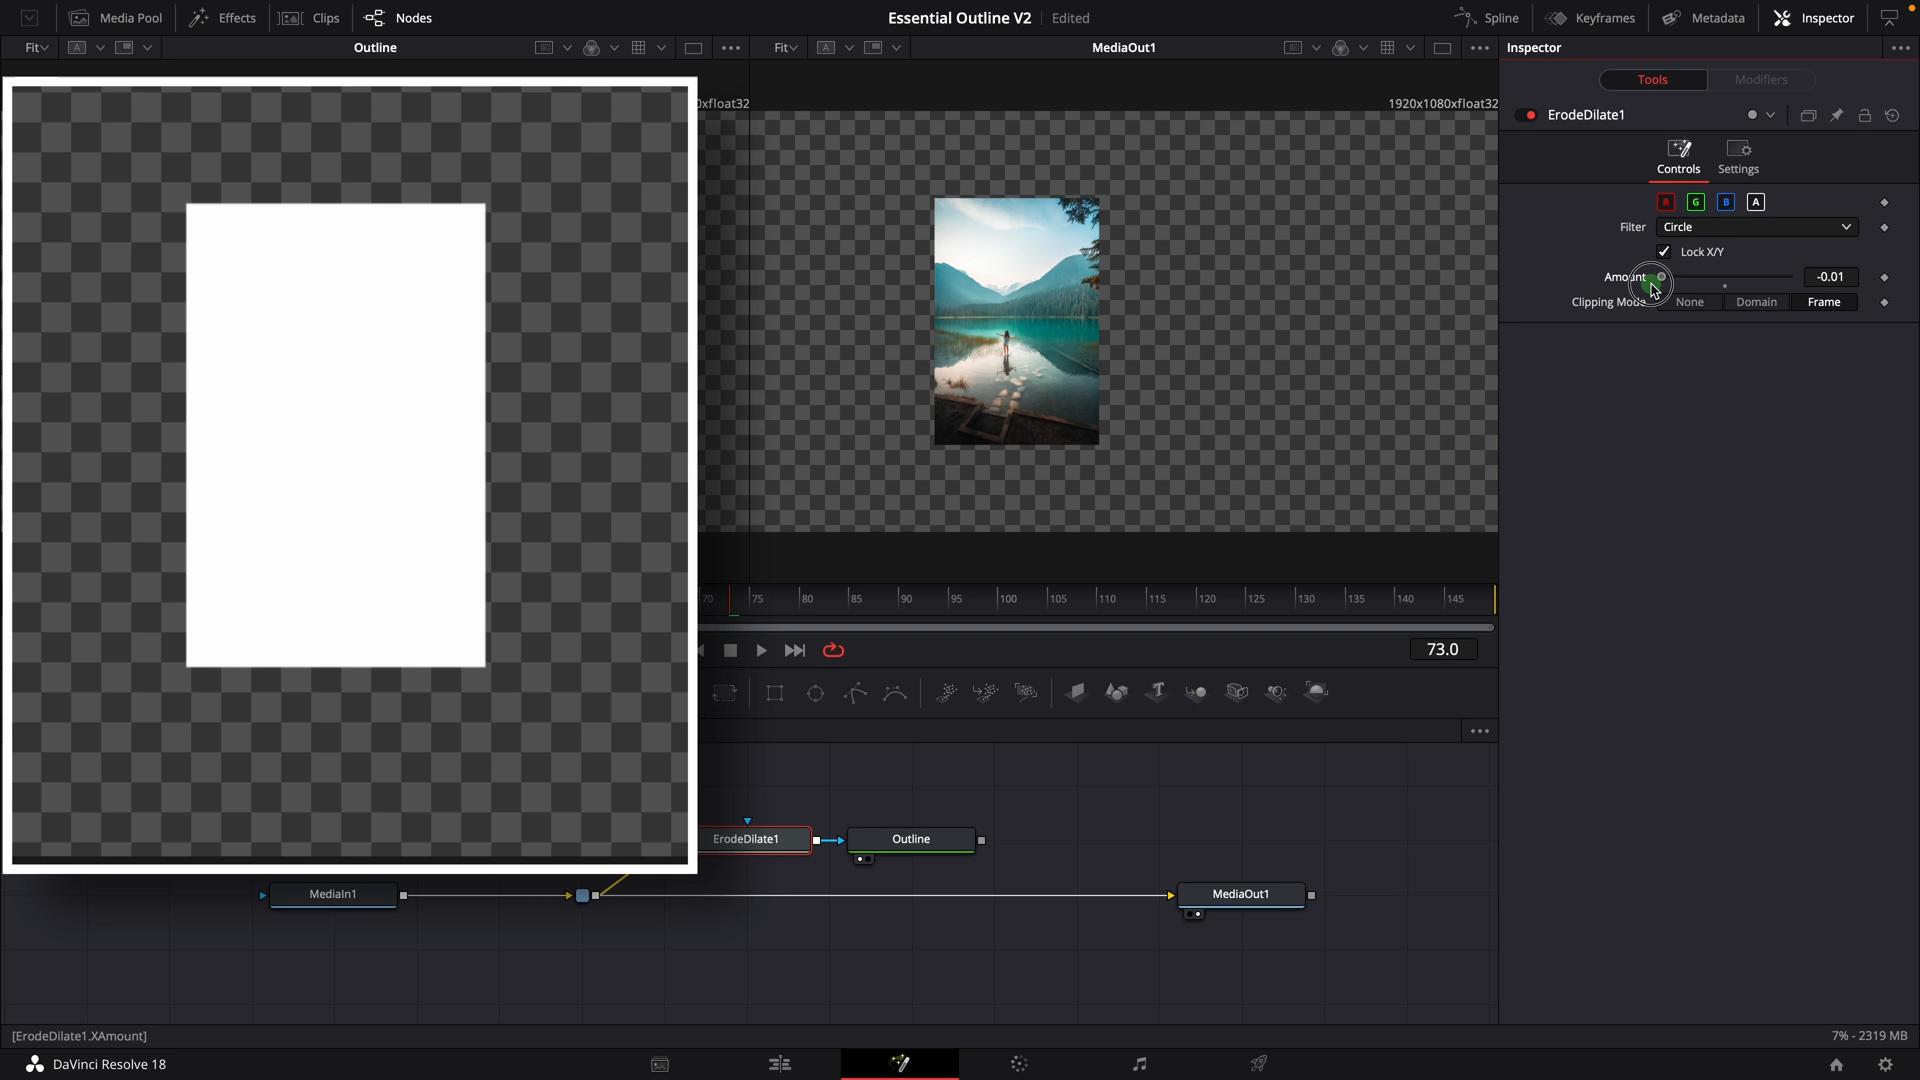 Media Pool
Effects
Clips
Nodes
Essential Outline V2
Edited
Spline
Keyframes
Metadata
Inspector
Fit
A
Outline
Fit
A
MediaOut1
Inspector
Tools
Modifiers
0xfloat32
1920x1080xfloat32
ErodeDilate1
Controls
Settings
R
G
B
A
Filter
Circle
Lock X/Y
Amount
-0.01
Clipping Mode
None
Domain
Frame
70
75
80
85
90
95
100
105
110
115
120
125
130
135
140
145
73.0
ErodeDilate1
Outline
MediaIn1
MediaOut1
[ErodeDilate1.XAmount]
7% - 2319 MB
DaVinci Resolve 18